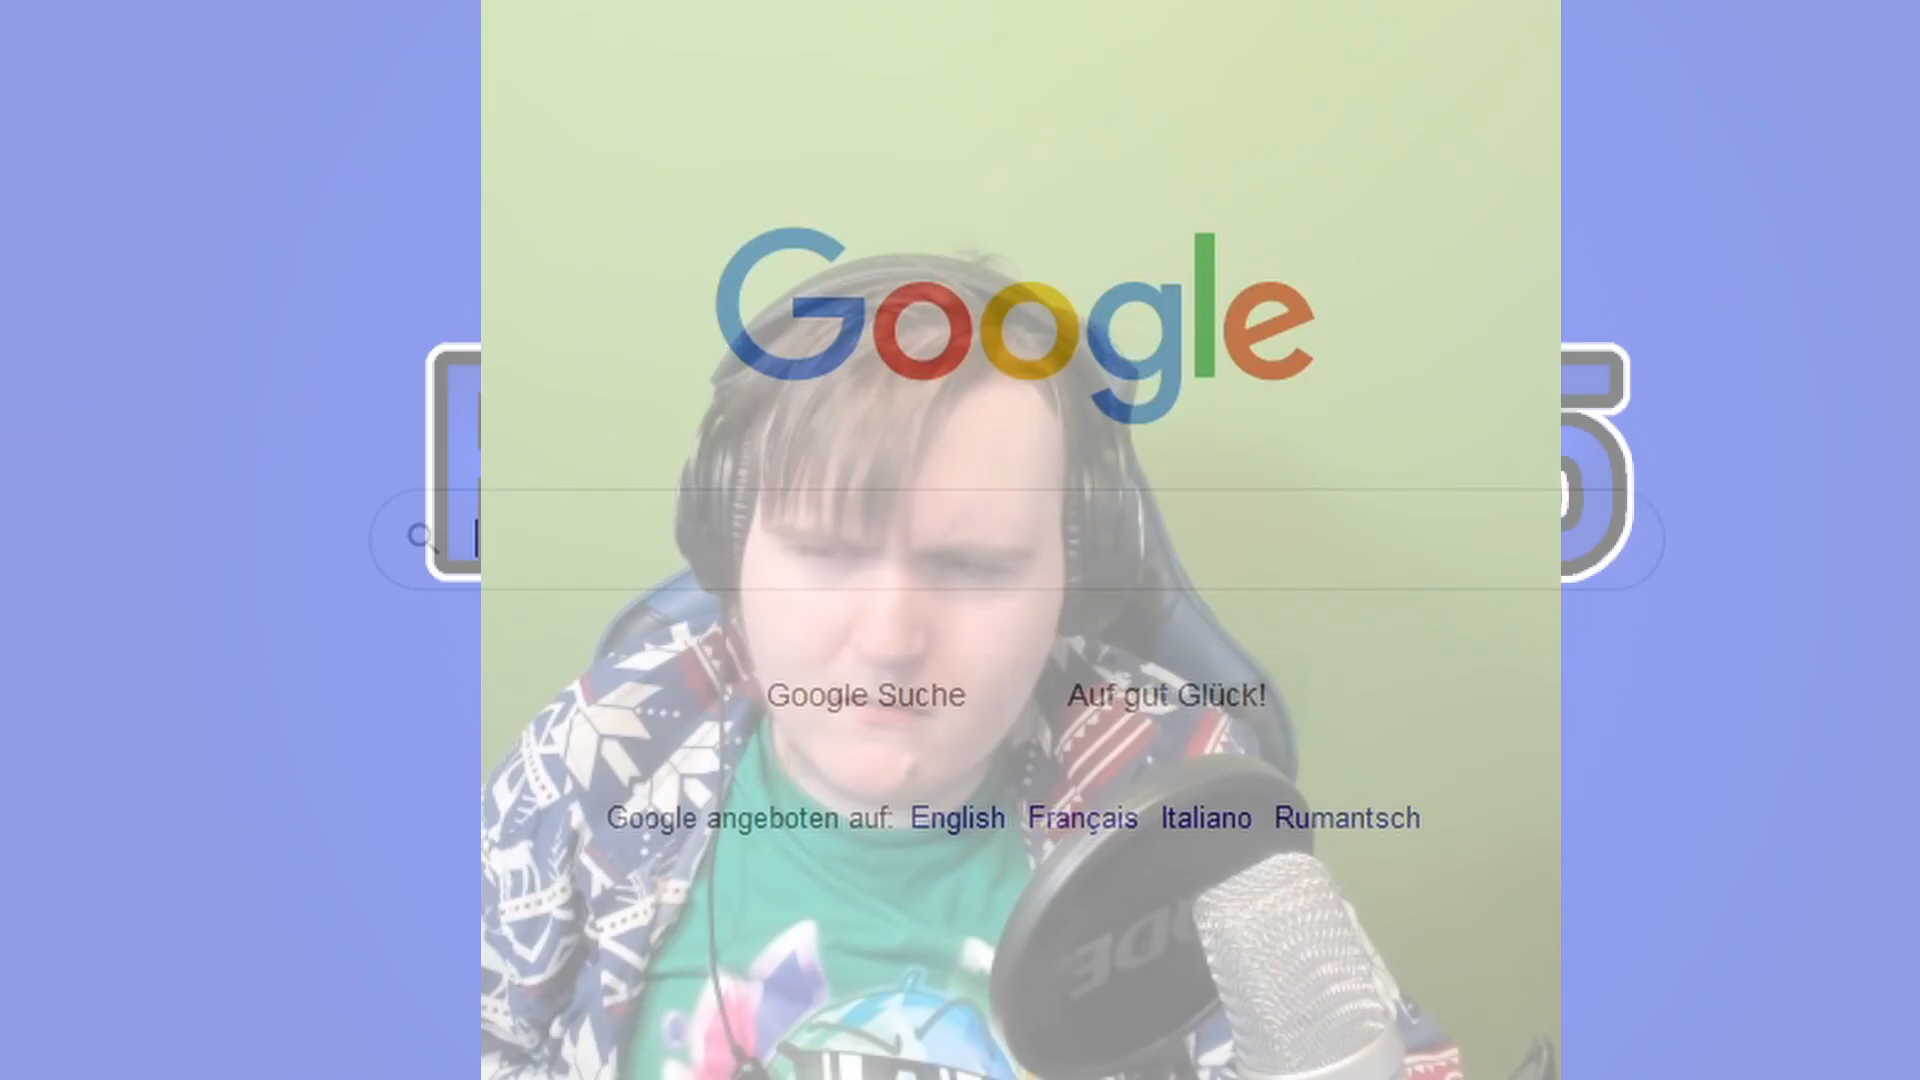 Google
Google Suche Auf gut Glück!
Google angeboten auf: English Français Italiano Rumantsch